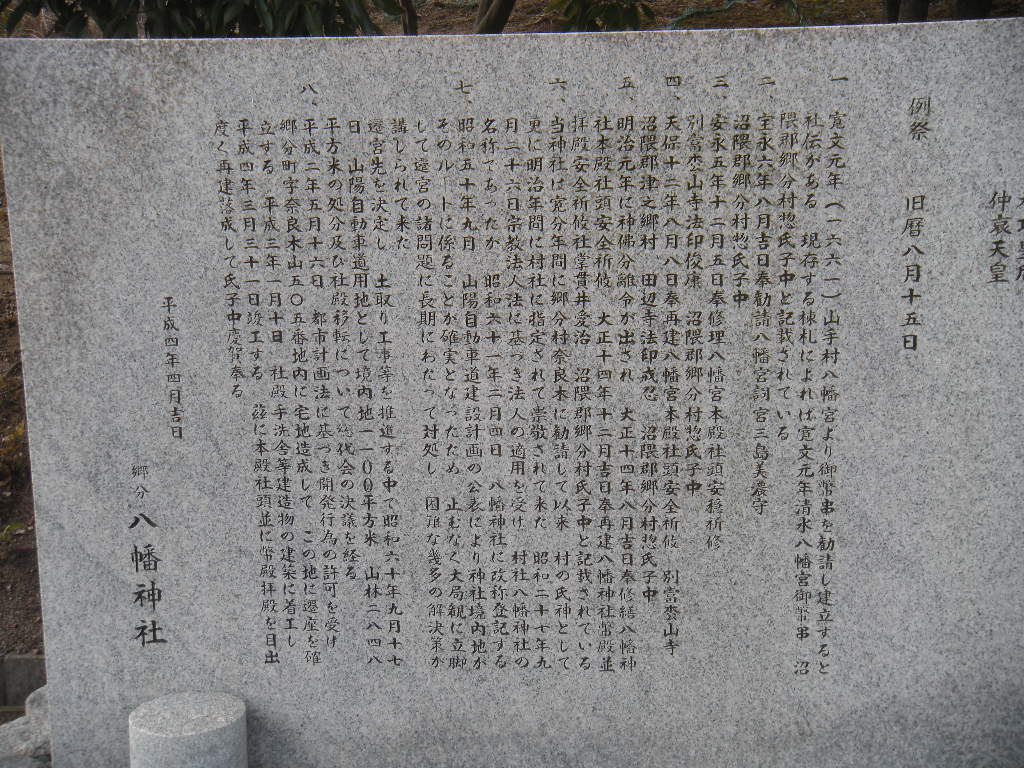 仲哀天皇
例祭　旧暦八月十五日
一、寛文元年(一六六一)山手村八幡宮より御幣串を勧請し建立すると
社伝がある　現存する棟札によれば寛文元年清水八幡宮御幣串　沼
隈郡郷分村惣氏子中と記載されている
二、宝永六年八月吉日奉勧請八幡宮詞官三島美濃守
沼隈郡郷分村惣氏子中
三、安永五年十二月五日奉修理八幡宮本殿社頭安穏祈修
別当枩山寺法印俊康　沼隈郡郷分村惣氏子中
四、天保十二年八月八日奉再建八幡宮本殿社頭安全祈攸　別當枩山寺
沼隈郡津之郷村　田辺寺法印戒忍　沼隈郡郷分村惣氏子中
五、明治元年に神佛分離令が出され　大正十四年八月吉日奉修繕八幡神
社本殿社頭安全祈攸　大正十四年十二月吉日奉再建八幡神社幣殿並
拝殿安全祈攸社掌貫井愛治　沼隈郡郷分村氏子中と記載されている
六、当神社は寛分年間に郷分村奈良木に勧請して以来　村の氏神として
更に明治年間に村社に指定されて崇敬されて来た　昭和二十七年九
月二十六日宗教法人法に基づき法人の適用を受け　村社八幡神社の
名称であったが　昭和六十一年二月四日　八幡神社に改称登記する
七、昭和五十年九月　山陽自動車道建設計画の公表により神社境内地が
そのルートに係ることが確実となったため　止むなく大局観に立脚
して遷宮の諸問題に長期にわたって対処し　困難な幾多の解決策が
講じられて来た
遷宮先を決定し　土取り工事等を推進する中で昭和六十年九月十七
日　山陽自動車道用地として境内地一一〇〇平方米　山林二八四八
平方米の処分及び社殿移転について総代会の決議を経る
八、平成二年五月十六日　都市計画法に基づき開発行為の許可を受け
郷分町字奈良木山五〇五番地内に宅地造成して　この地に遷座を確
立する　平成三年一月十日　社殿　手洗舎等建造物の建築に着工し
平成四年三月三十一日竣工する　茲に本殿社頭並に幣殿拝殿を目出
度く再建落成して氏子中慶賀奉る
平成四年四月吉日
郷分　八幡神社